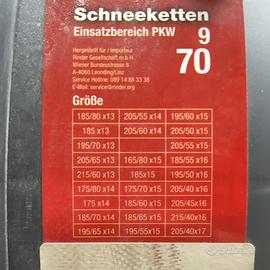 Schneeketten
Einsatzbereich PKW
9
70
Hergestellt für / Importeur
Rinder Gesellschaft m.b.H.
Wiener Bundesstrasse 8
A-4060 Leonding/Linz
Service Hotline: 089 14 88 33 38
E-Mail: service@rinder.org
Größe
185/80 x13 205/55 x14 195/60 x15
185 x13 205/60 x14 205/50 x15
195/70 x13 205/55 x15
205/65 x13 165/80 x15 185/55 x16
215/60 x13 165x15 195/50 x16
175/80 x14 175/70 x15 205/40 x16
175 x14 185/60 x15 205/45x16
185/70 x14 185/65 x15 215/40x16
195/65 x14 195/55x15 205/40x17